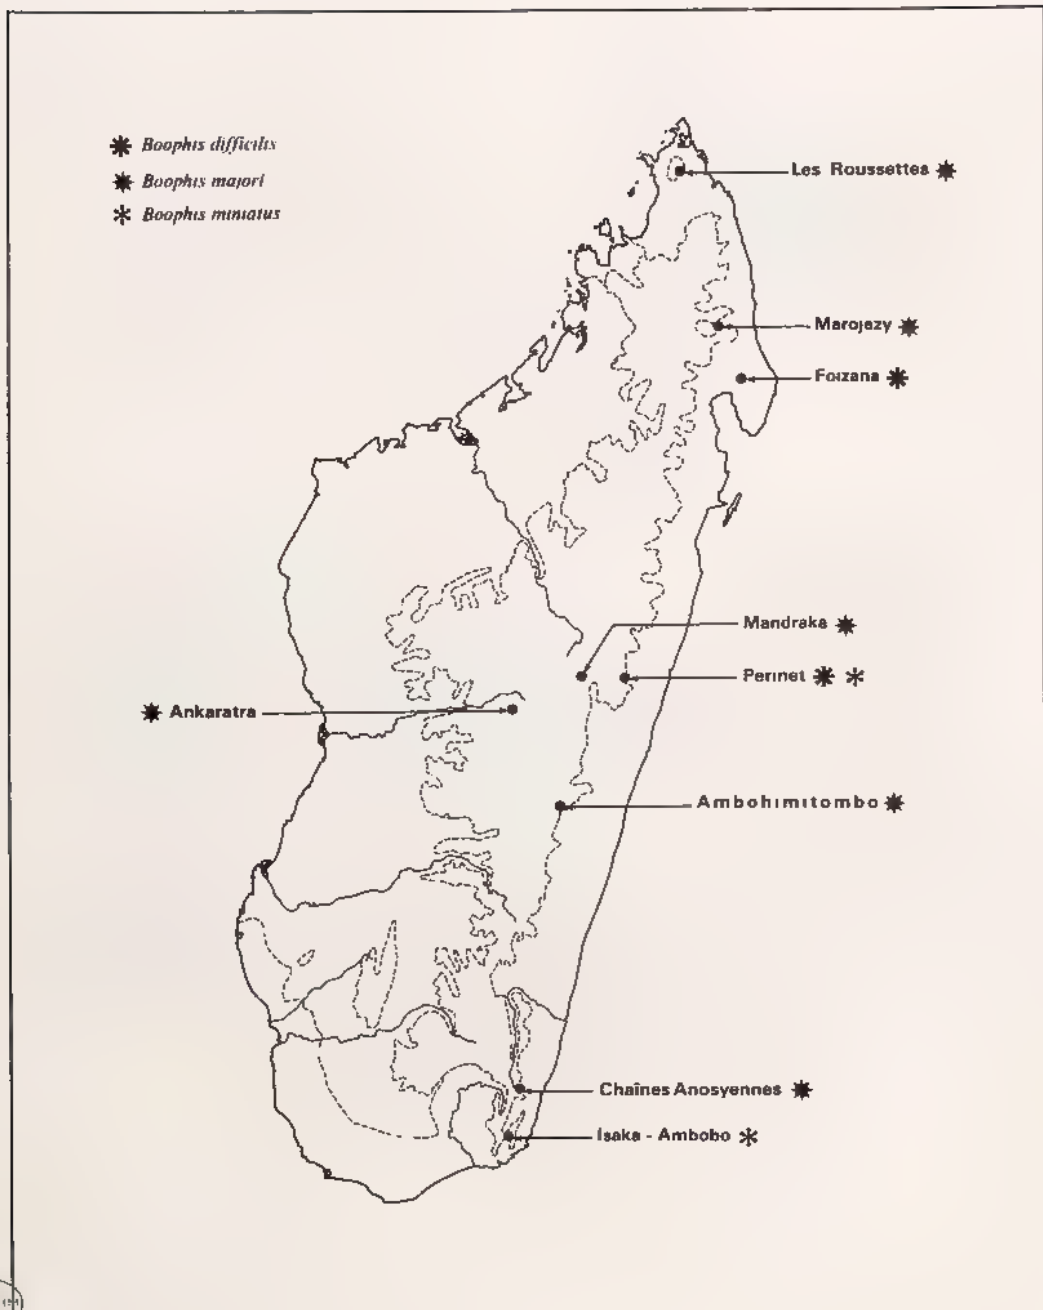 Boophis difficilis
Boophis majori
Boophis miniatus
Les Roussettes
Marojezy
Foizana
Mandraka
Perinet
Ankaratra
Ambohimitombo
Chaînes Anosyennes
Isaka - Ambobo